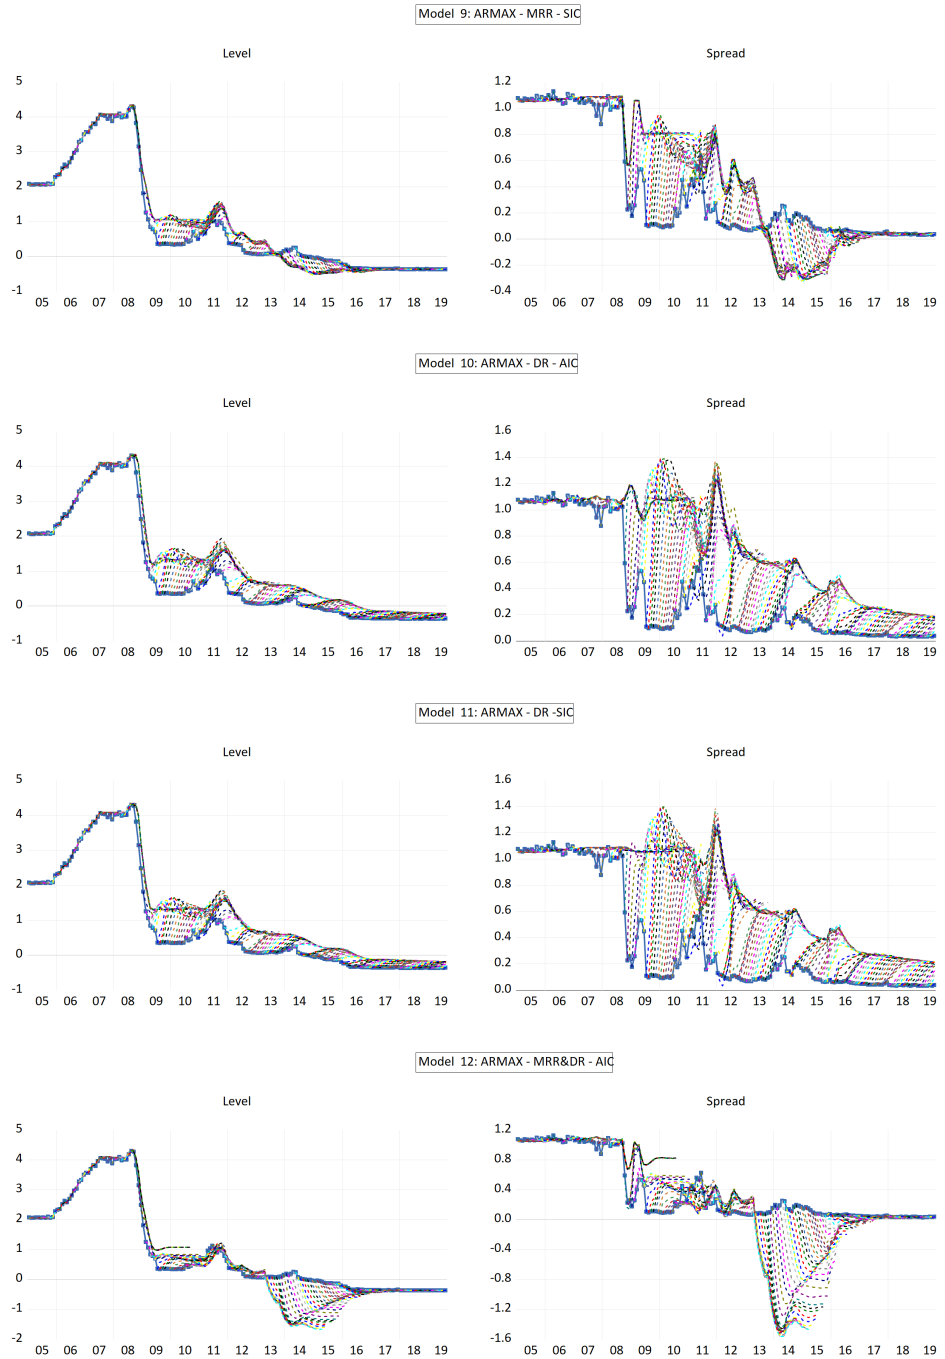 Model 9: ARMAX - MRR - SIC
Level Spread
5 1.2
4 1.0
3 0.8
2 0.6
1 0.4
0 0.2
-1 0.0
-0.2
-0.4
05 06 07 08 09 10 11 12 13 14 15 16 17 18 19 05 06 07 08 09 10 11 12 13 14 15 16 17 18 19
Model 10: ARMAX - DR - AIC
Level Spread
5 1.6
4 1.4
3 1.2
2 1.0
1 0.8
0 0.6
-1 0.4
0.2
0.0
05 06 07 08 09 10 11 12 13 14 15 16 17 18 19 05 06 07 08 09 10 11 12 13 14 15 16 17 18 19
Model 11: ARMAX - DR -SIC
Level Spread
5 1.6
4 1.4
3 1.2
2 1.0
1 0.8
0 0.6
-1 0.4
0.2
0.0
05 06 07 08 09 10 11 12 13 14 15 16 17 18 19 05 06 07 08 09 10 11 12 13 14 15 16 17 18 19
Model 12: ARMAX - MRR&DR - AIC
Level Spread
5 1.2
4 0.8
3 0.4
2 0.0
1 -0.4
0 -0.8
-1 -1.2
-2 -1.6
05 06 07 08 09 10 11 12 13 14 15 16 17 18 19 05 06 07 08 09 10 11 12 13 14 15 16 17 18 19